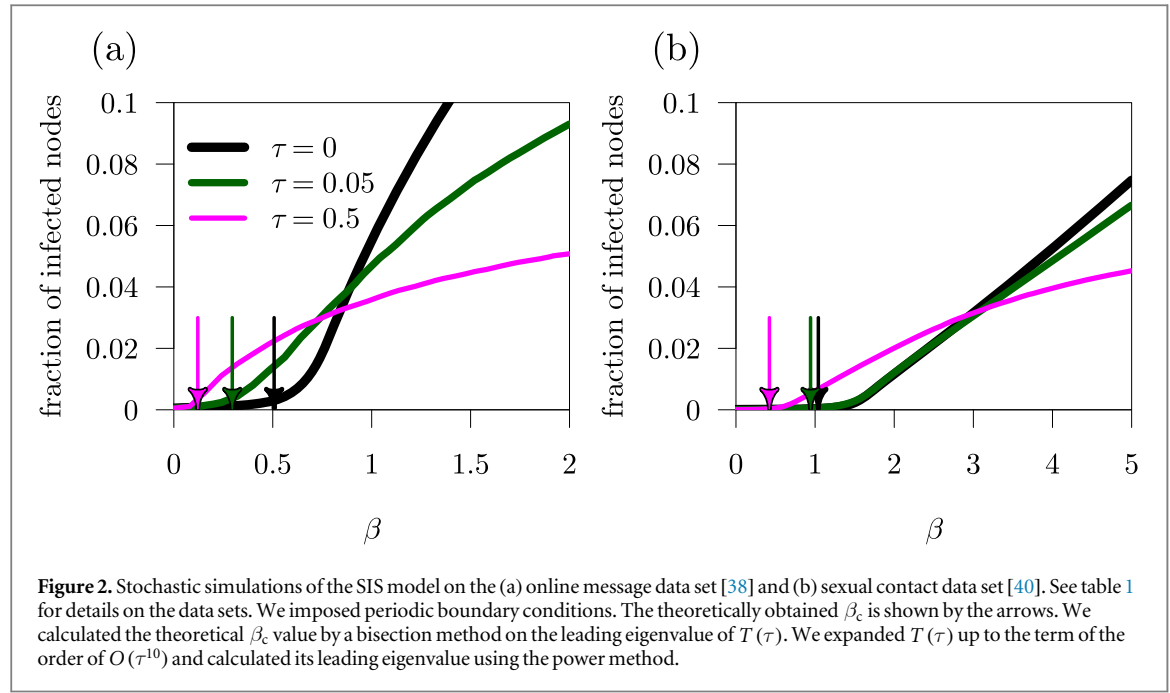 (a)
(b)
fraction of infected nodes
0.1
0.08
0.06
0.04
0.02
0
τ = 0
τ = 0.05
τ = 0.5
0 0.5 1 1.5 2
β
fraction of infected nodes
0.1
0.08
0.06
0.04
0.02
0
0 1 2 3 4 5
β
Figure 2. Stochastic simulations of the SIS model on the (a) online message data set [38] and (b) sexual contact data set [40]. See table 1
for details on the data sets. We imposed periodic boundary conditions. The theoretically obtained βc is shown by the arrows. We
calculated the theoretical βc value by a bisection method on the leading eigenvalue of T(τ). We expanded T(τ) up to the term of the
order of O(τ¹⁰) and calculated its leading eigenvalue using the power method.